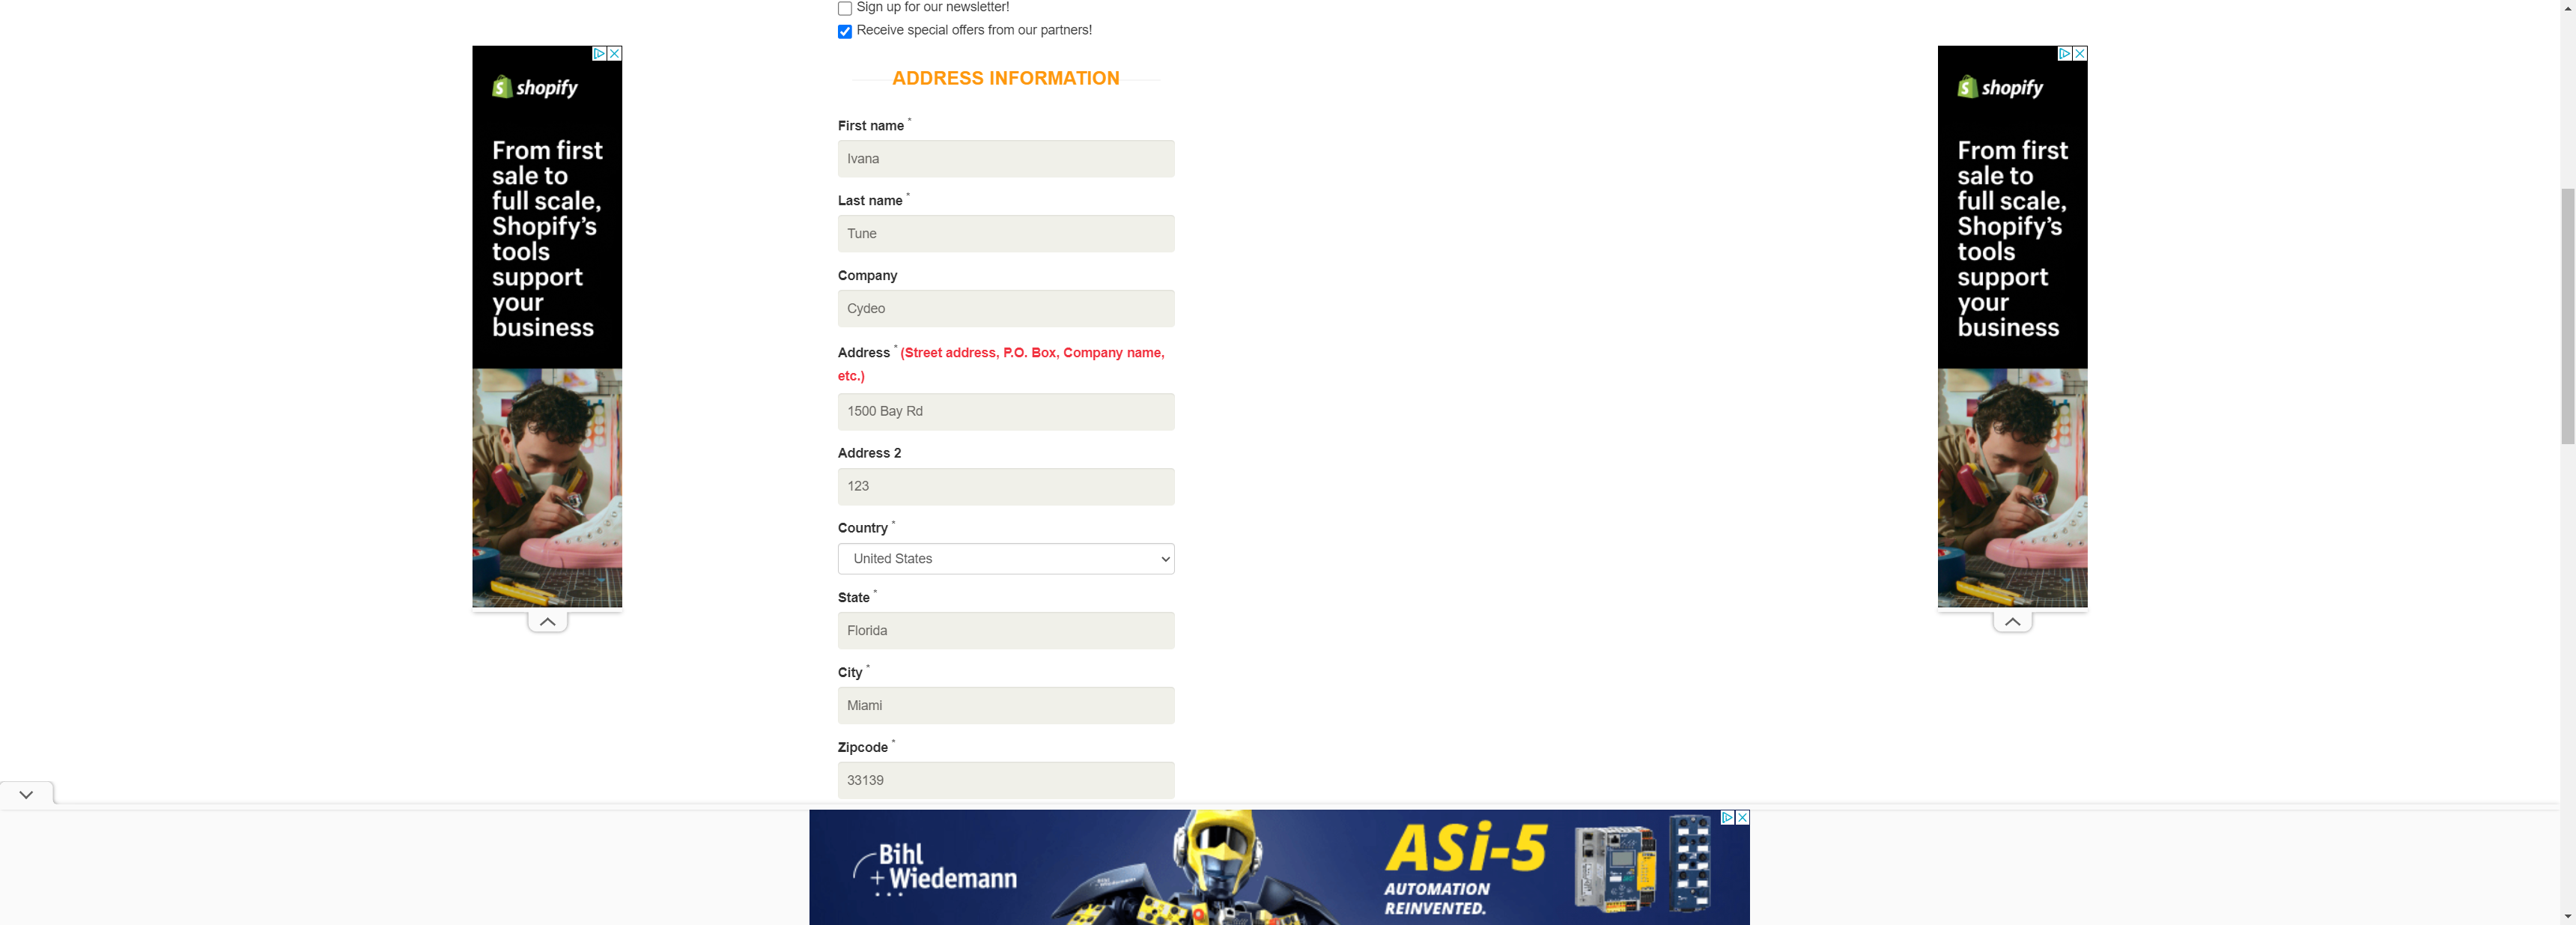 Sign up for our newsletter!
Receive special offers from our partners!
ADDRESS INFORMATION
First name *
Ivana
Last name *
Tune
Company
Cydeo
Address * (Street address, P.O. Box, Company name,
etc.)
1500 Bay Rd
Address 2
123
Country *
United States
State *
Florida
City *
Miami
Zipcode *
33139
shopify
From first
sale to
full scale,
Shopify's
tools
support
your
business
shopify
From first
sale to
full scale,
Shopify's
tools
support
your
business
Bihl
+Wiedemann
ASi-5
AUTOMATION
REINVENTED.